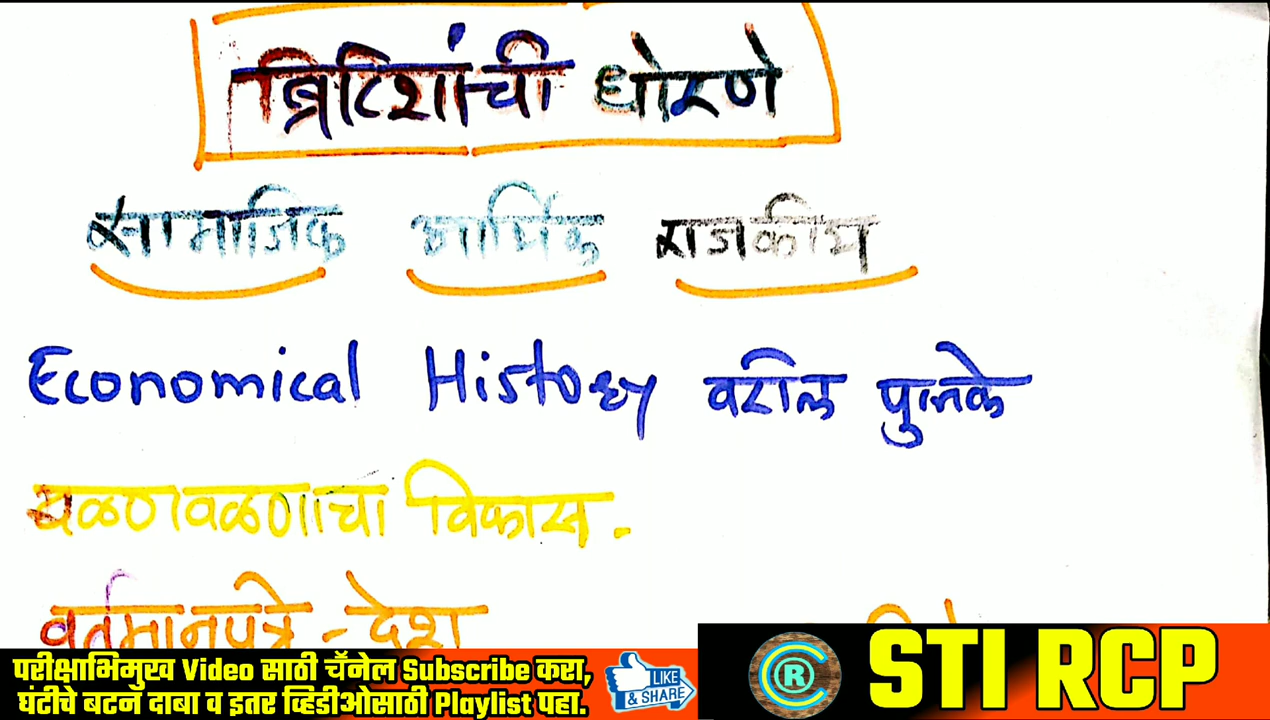 ब्रिटिशांची धोरणे
सामाजिक आर्थिक राजकीय
Economical History वरील पुस्तके
चळवळणाचा विकास.
वर्तमानपत्रे - देश
परीक्षाभिमुख Video साठी चॅनेल Subscribe करा,
घंटीचे बटन दाबा व इतर व्हिडीओसाठी Playlist पहा.
LIKE
& SHARE
R
STI RCP